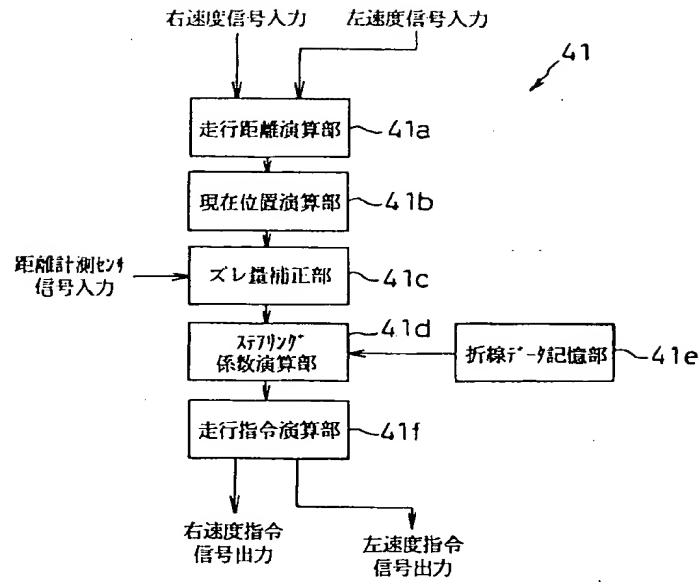 右速度信号入力 左速度信号入力
41
走行距離演算部 41a
現在位置演算部 41b
距離計測センサ
信号入力
ズレ量補正部 41c
ステアリング
係数演算部 41d
折線データ記憶部 41e
走行指令演算部 41f
右速度指令
信号出力
左速度指令
信号出力